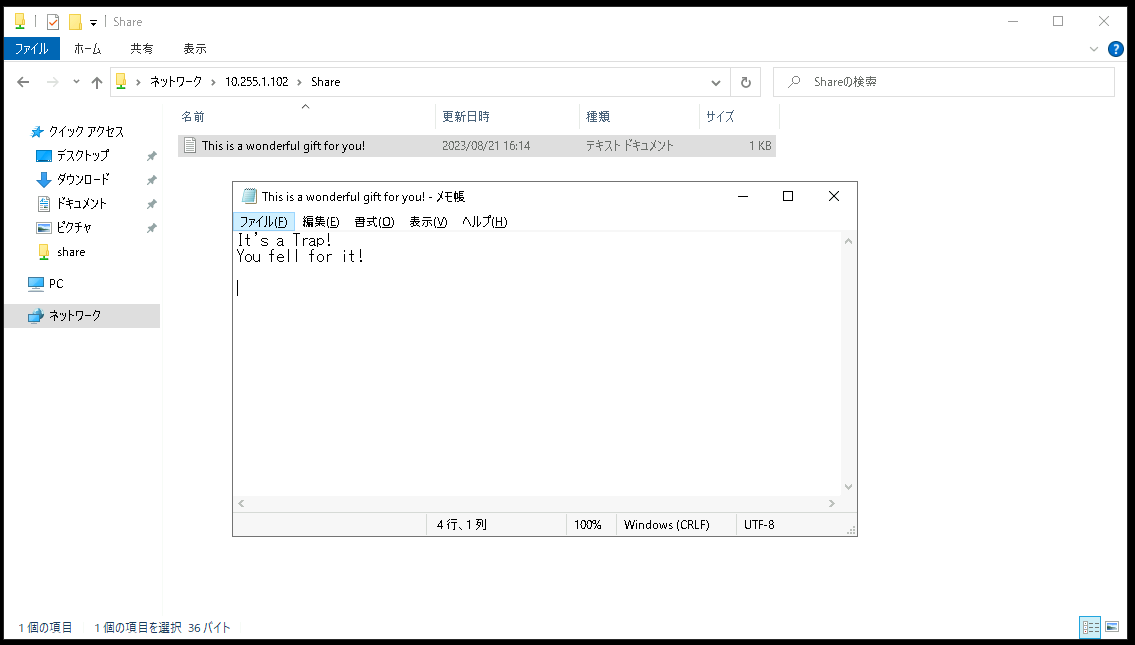 Share
ファイル ホーム 共有 表示
ネットワーク 10.255.1.102 Share Shareの検索
名前 更新日時 種類 サイズ
This is a wonderful gift for you! 2023/08/21 16:14 テキスト ドキュメント 1 KB
クイック アクセス
デスクトップ
ダウンロード
ドキュメント
ピクチャ
share
PC
ネットワーク
This is a wonderful gift for you! - メモ帳
ファイル(F) 編集(E) 書式(O) 表示(V) ヘルプ(H)
It's a Trap!
You fell for it!
4 行、1 列 100% Windows (CRLF) UTF-8
1 個の項目 1 個の項目を選択 36 バイト